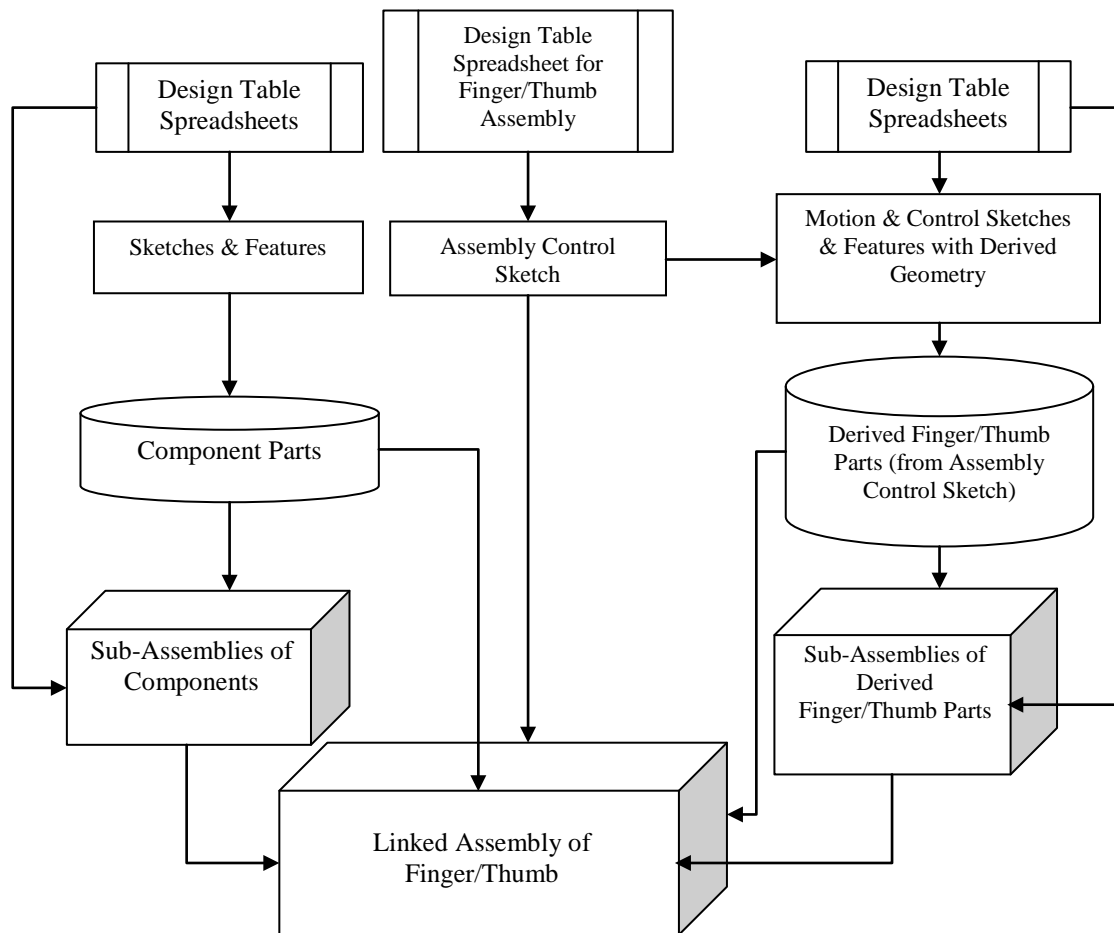 Design Table
Spreadsheets
Design Table
Spreadsheet for
Finger/Thumb
Assembly
Design Table
Spreadsheets
Sketches & Features
Assembly Control
Sketch
Motion & Control Sketches
& Features with Derived
Geometry
Component Parts
Derived Finger/Thumb
Parts (from Assembly
Control Sketch)
Sub-Assemblies of
Components
Sub-Assemblies of
Derived
Finger/Thumb Parts
Linked Assembly of
Finger/Thumb